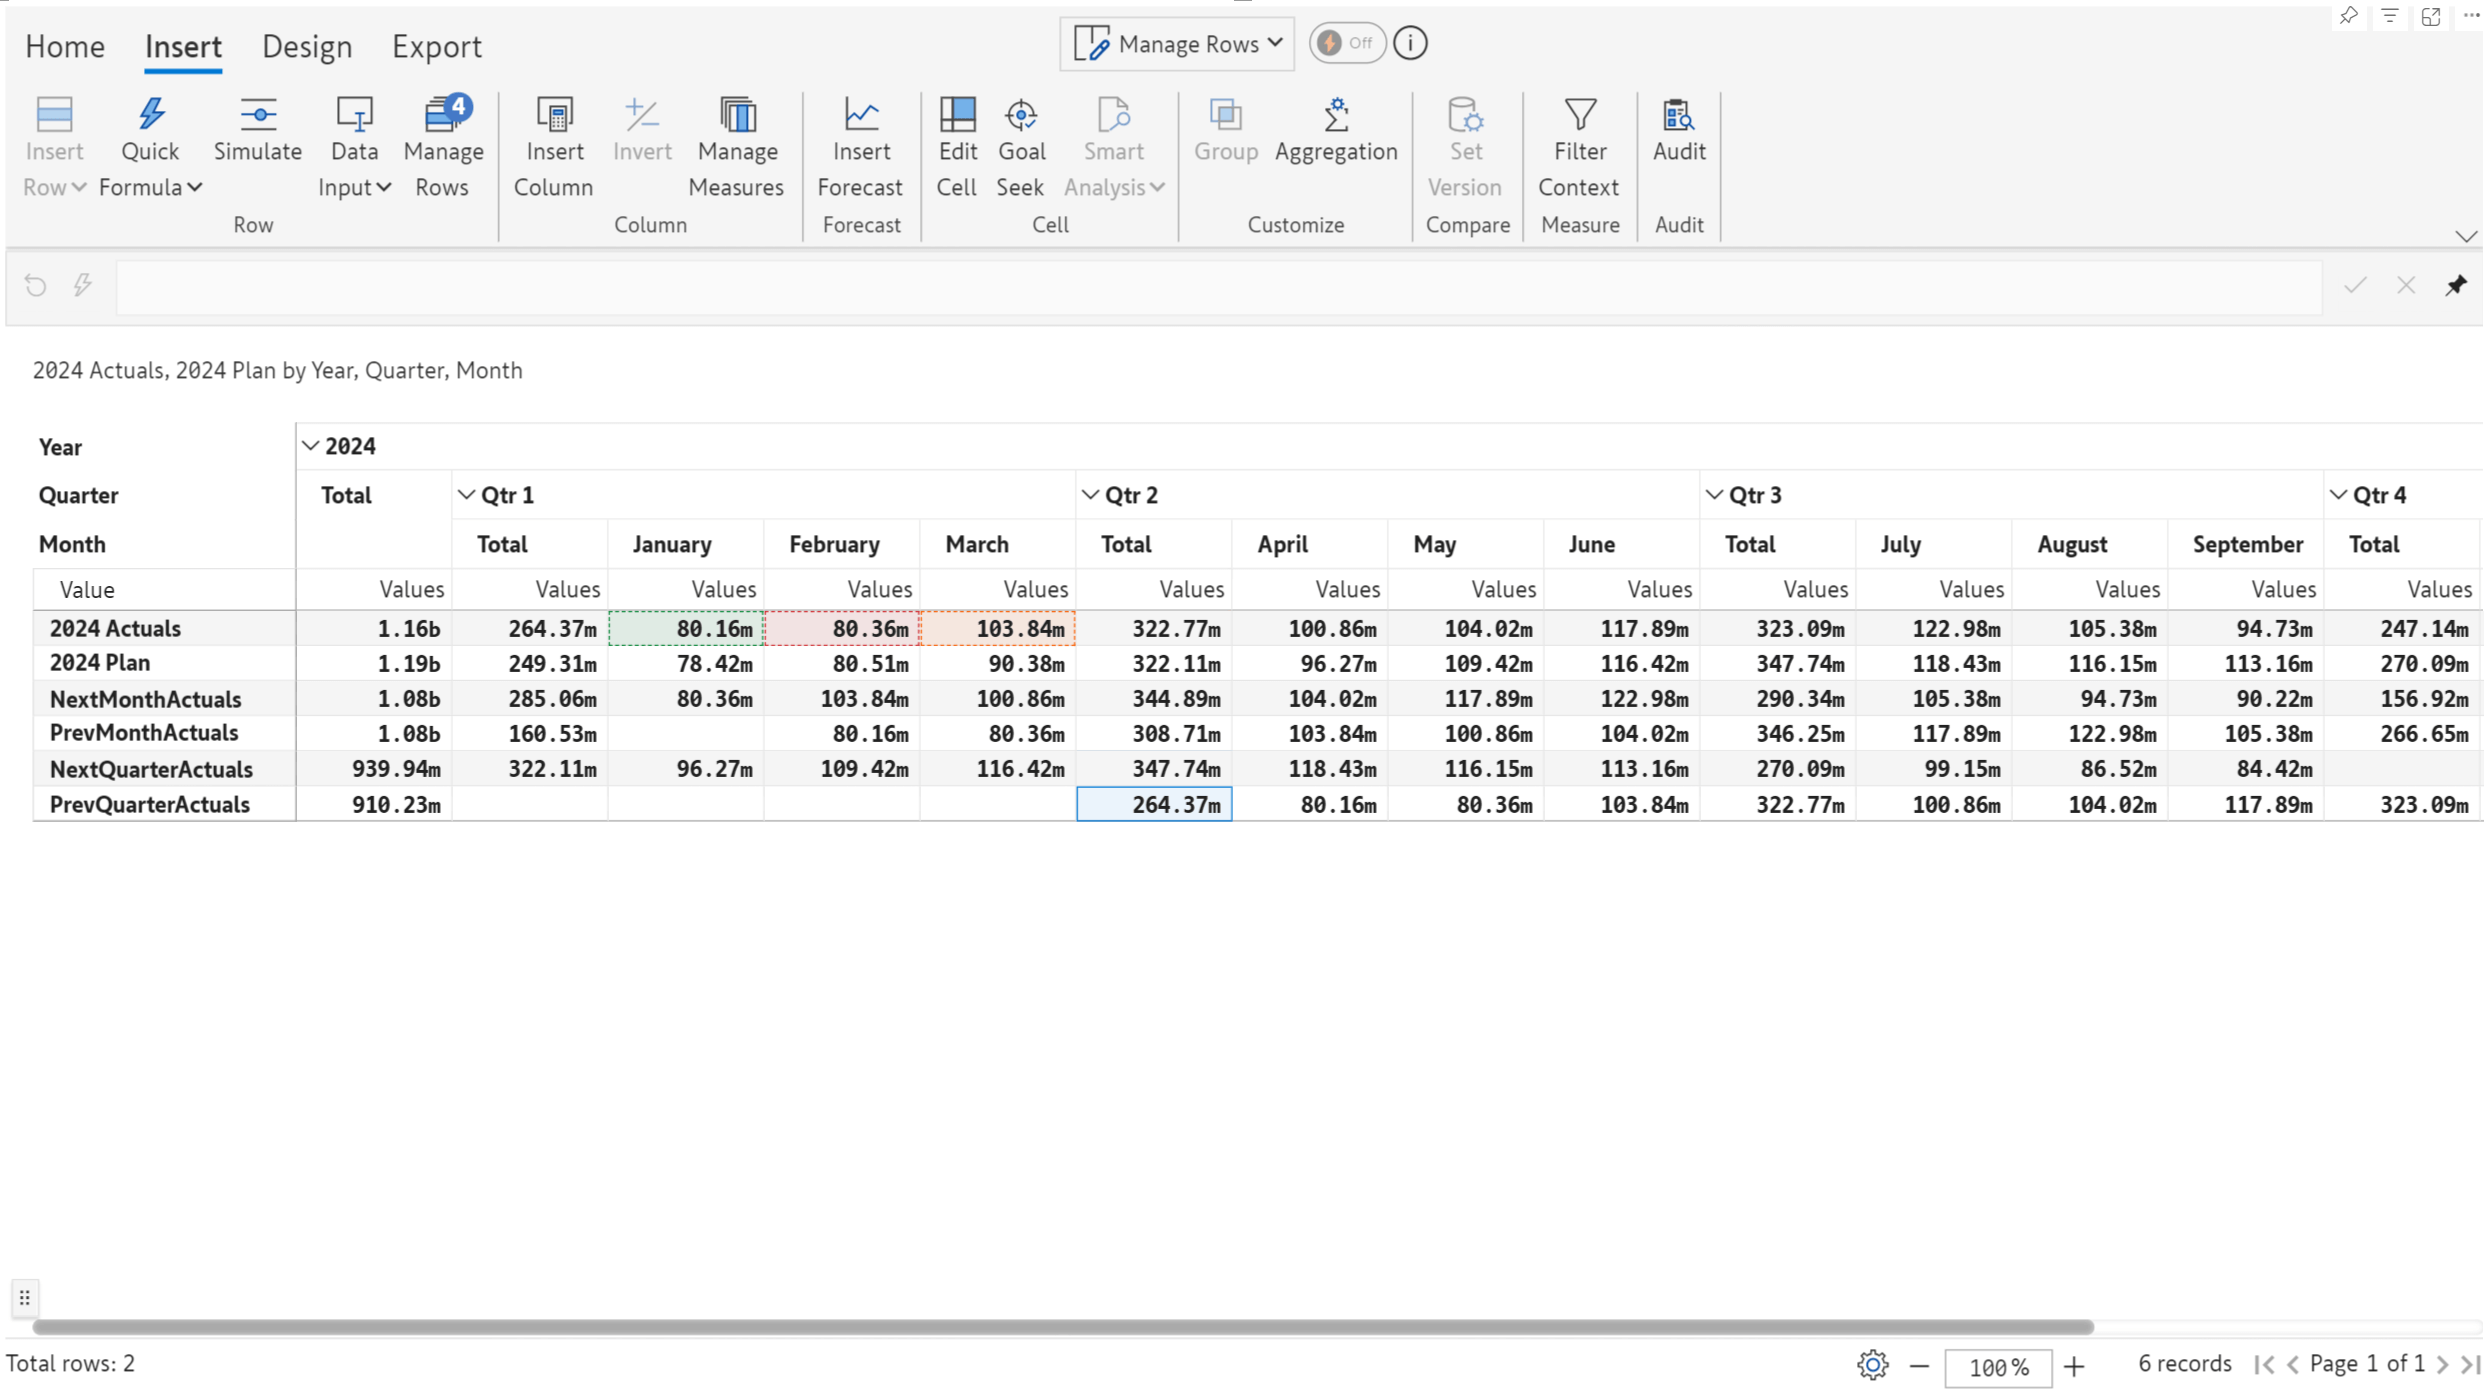 Home Insert Design Export Manage Rows Off i
Insert Row Quick Formula Simulate Data Input 4 Manage Rows Insert Column Invert Manage Measures Insert Forecast Edit Cell Goal Seek Smart Analysis Group Aggregation Set Version Filter Context Audit
Row Column Forecast Cell Customize Compare Measure Audit
2024 Actuals, 2024 Plan by Year, Quarter, Month
Year 2024
Quarter Total Qtr 1 Qtr 2 Qtr 3 Qtr 4
Month Total January February March Total April May June Total July August September Total
Value Values Values Values Values Values Values Values Values Values Values Values Values Values Values
2024 Actuals 1.16b 264.37m 80.16m 80.36m 103.84m 322.77m 100.86m 104.02m 117.89m 323.09m 122.98m 105.38m 94.73m 247.14m
2024 Plan 1.19b 249.31m 78.42m 80.51m 90.38m 322.11m 96.27m 109.42m 116.42m 347.74m 118.43m 116.15m 113.16m 270.09m
NextMonthActuals 1.08b 285.06m 80.36m 103.84m 100.86m 344.89m 104.02m 117.89m 122.98m 290.34m 105.38m 94.73m 90.22m 156.92m
PrevMonthActuals 1.08b 160.53m 80.16m 80.36m 308.71m 103.84m 100.86m 104.02m 346.25m 117.89m 122.98m 105.38m 266.65m
NextQuarterActuals 939.94m 322.11m 96.27m 109.42m 116.42m 347.74m 118.43m 116.15m 113.16m 270.09m 99.15m 86.52m 84.42m
PrevQuarterActuals 910.23m 264.37m 80.16m 80.36m 103.84m 322.77m 100.86m 104.02m 117.89m 323.09m
Total rows: 2 100% 6 records Page 1 of 1